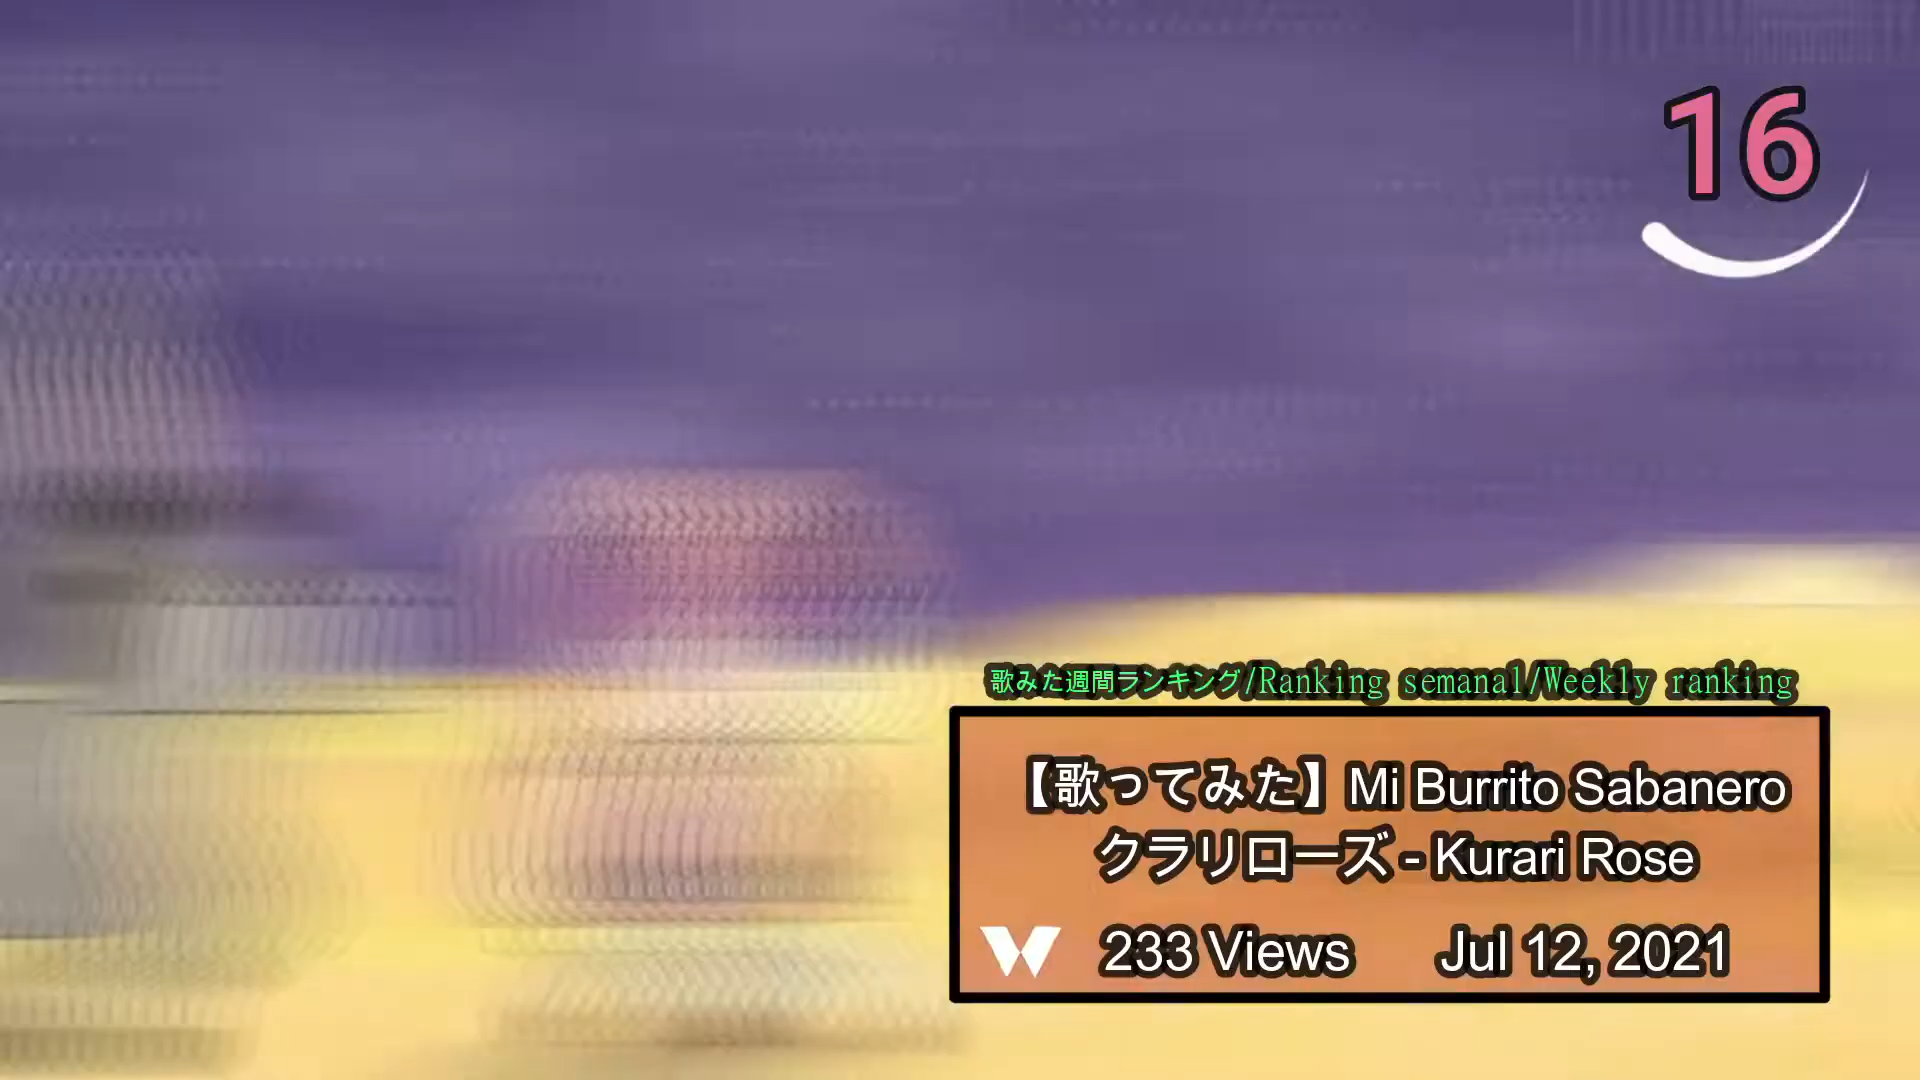 16
歌みた週間ランキング/Ranking semanal/Weekly ranking
【歌ってみた】Mi Burrito Sabanero
クラリローズ - Kurari Rose
233 Views Jul 12, 2021